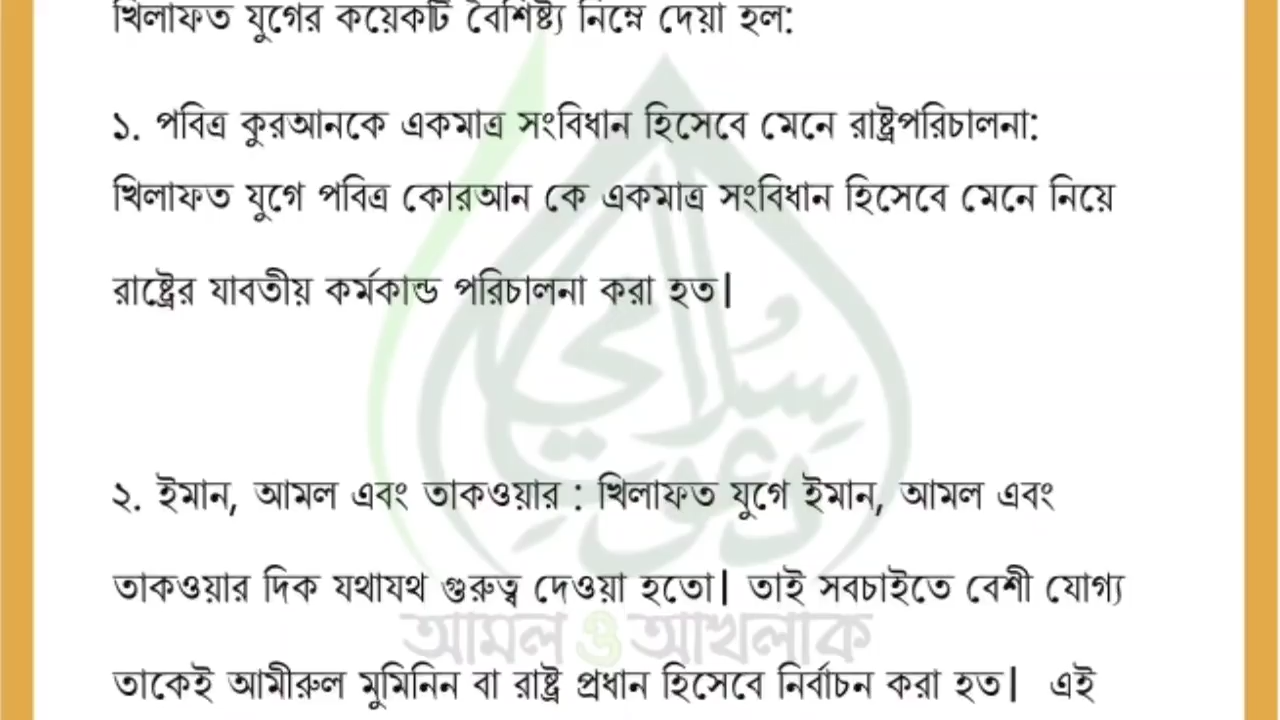 খিলাফত যুগের কয়েকটি বৈশিষ্ট্য নিম্নে দেয়া হল:
১. পবিত্র কুরআনকে একমাত্র সংবিধান হিসেবে মেনে রাষ্ট্রপরিচালনা:
খিলাফত যুগে পবিত্র কোরআন কে একমাত্র সংবিধান হিসেবে মেনে নিয়ে
রাষ্ট্রের যাবতীয় কর্মকান্ড পরিচালনা করা হত|
২. ইমান, আমল এবং তাকওয়ার : খিলাফত যুগে ইমান, আমল এবং
তাকওয়ার দিক যথাযথ গুরুত্ব দেওয়া হতো| তাই সবচাইতে বেশী যোগ্য
আমল ও আখলাক
তাকেই আমীরুল মুমিনিন বা রাষ্ট্র প্রধান হিসেবে নির্বাচন করা হত| এই